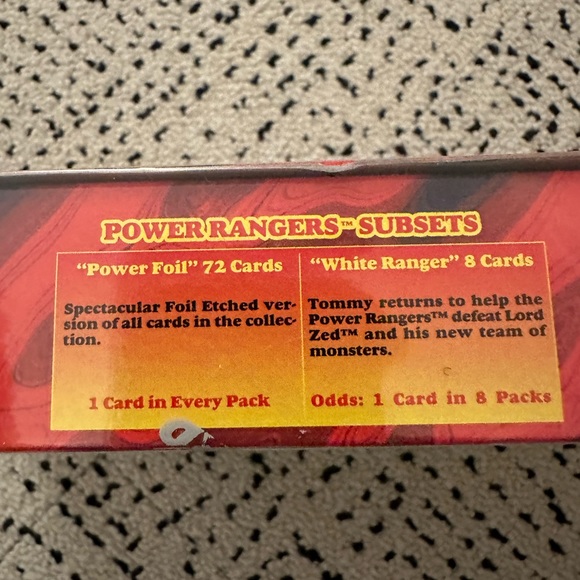 POWER RANGERS™ SUBSETS
"Power Foil" 72 Cards
Spectacular Foil Etched ver-
sion of all cards in the collec-
tion.
1 Card in Every Pack
"White Ranger" 8 Cards
Tommy returns to help the
Power Rangers™ defeat Lord
Zed™ and his new team of
monsters.
Odds: 1 Card in 8 Packs